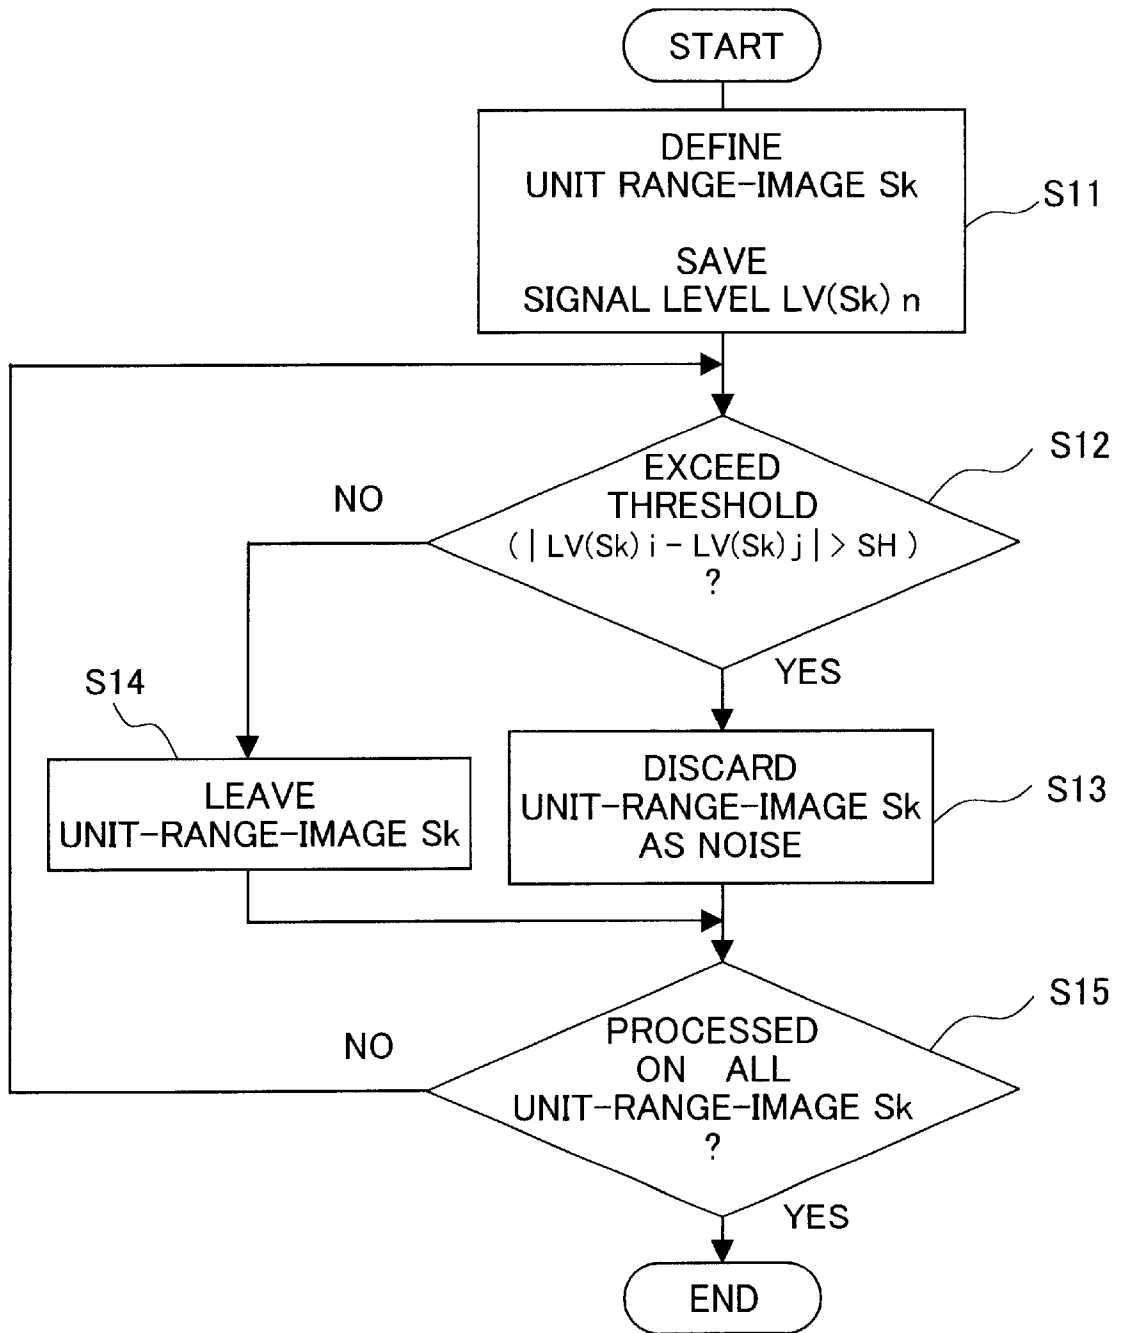 START
DEFINE
UNIT RANGE-IMAGE Sk
SAVE
SIGNAL LEVEL LV(Sk) n
S11
S12
EXCEED
THRESHOLD
( | LV(Sk) i - LV(Sk) j | > SH )
?
NO
YES
S14
LEAVE
UNIT-RANGE-IMAGE Sk
DISCARD
UNIT-RANGE-IMAGE Sk
AS NOISE
S13
S15
PROCESSED
ON ALL
UNIT-RANGE-IMAGE Sk
?
NO
YES
END